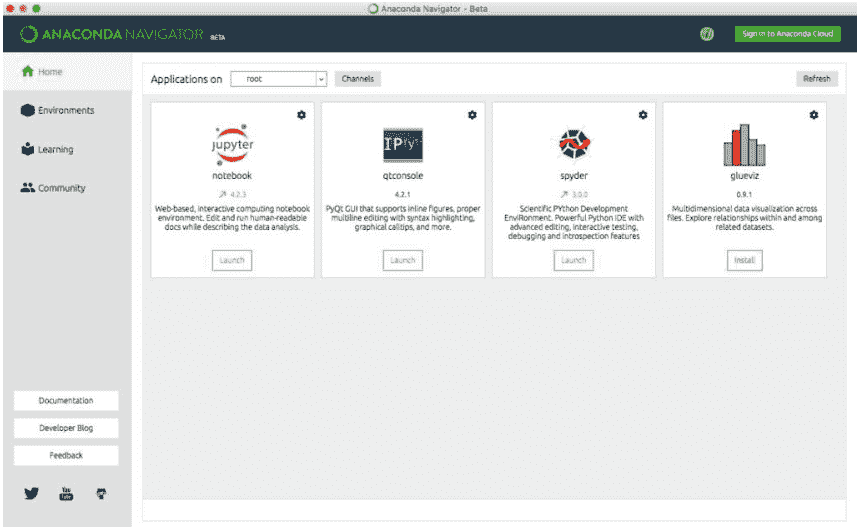 Anaconda Navigator - Beta
ANACONDA NAVIGATOR BETA
Sign in to Anaconda Cloud
Home
Environments
Learning
Community
Applications on
root
Channels
Refresh
jupyter
notebook
4.2.3
Web-based, interactive computing notebook
environment. Edit and run human-readable
docs while describing the data analysis.
Launch
IP[y]:
qtconsole
4.2.1
PyQt GUI that supports inline figures, proper
multiline editing with syntax highlighting,
graphical calltips, and more.
Launch
spyder
3.0.0
Scientific PYthon Development
EnviRonment. Powerful Python IDE with
advanced editing, interactive testing,
debugging and introspection features
Launch
glueviz
0.9.1
Multidimensional data visualization across
files. Explore relationships within and among
related datasets.
Install
Documentation
Developer Blog
Feedback
You
Tube